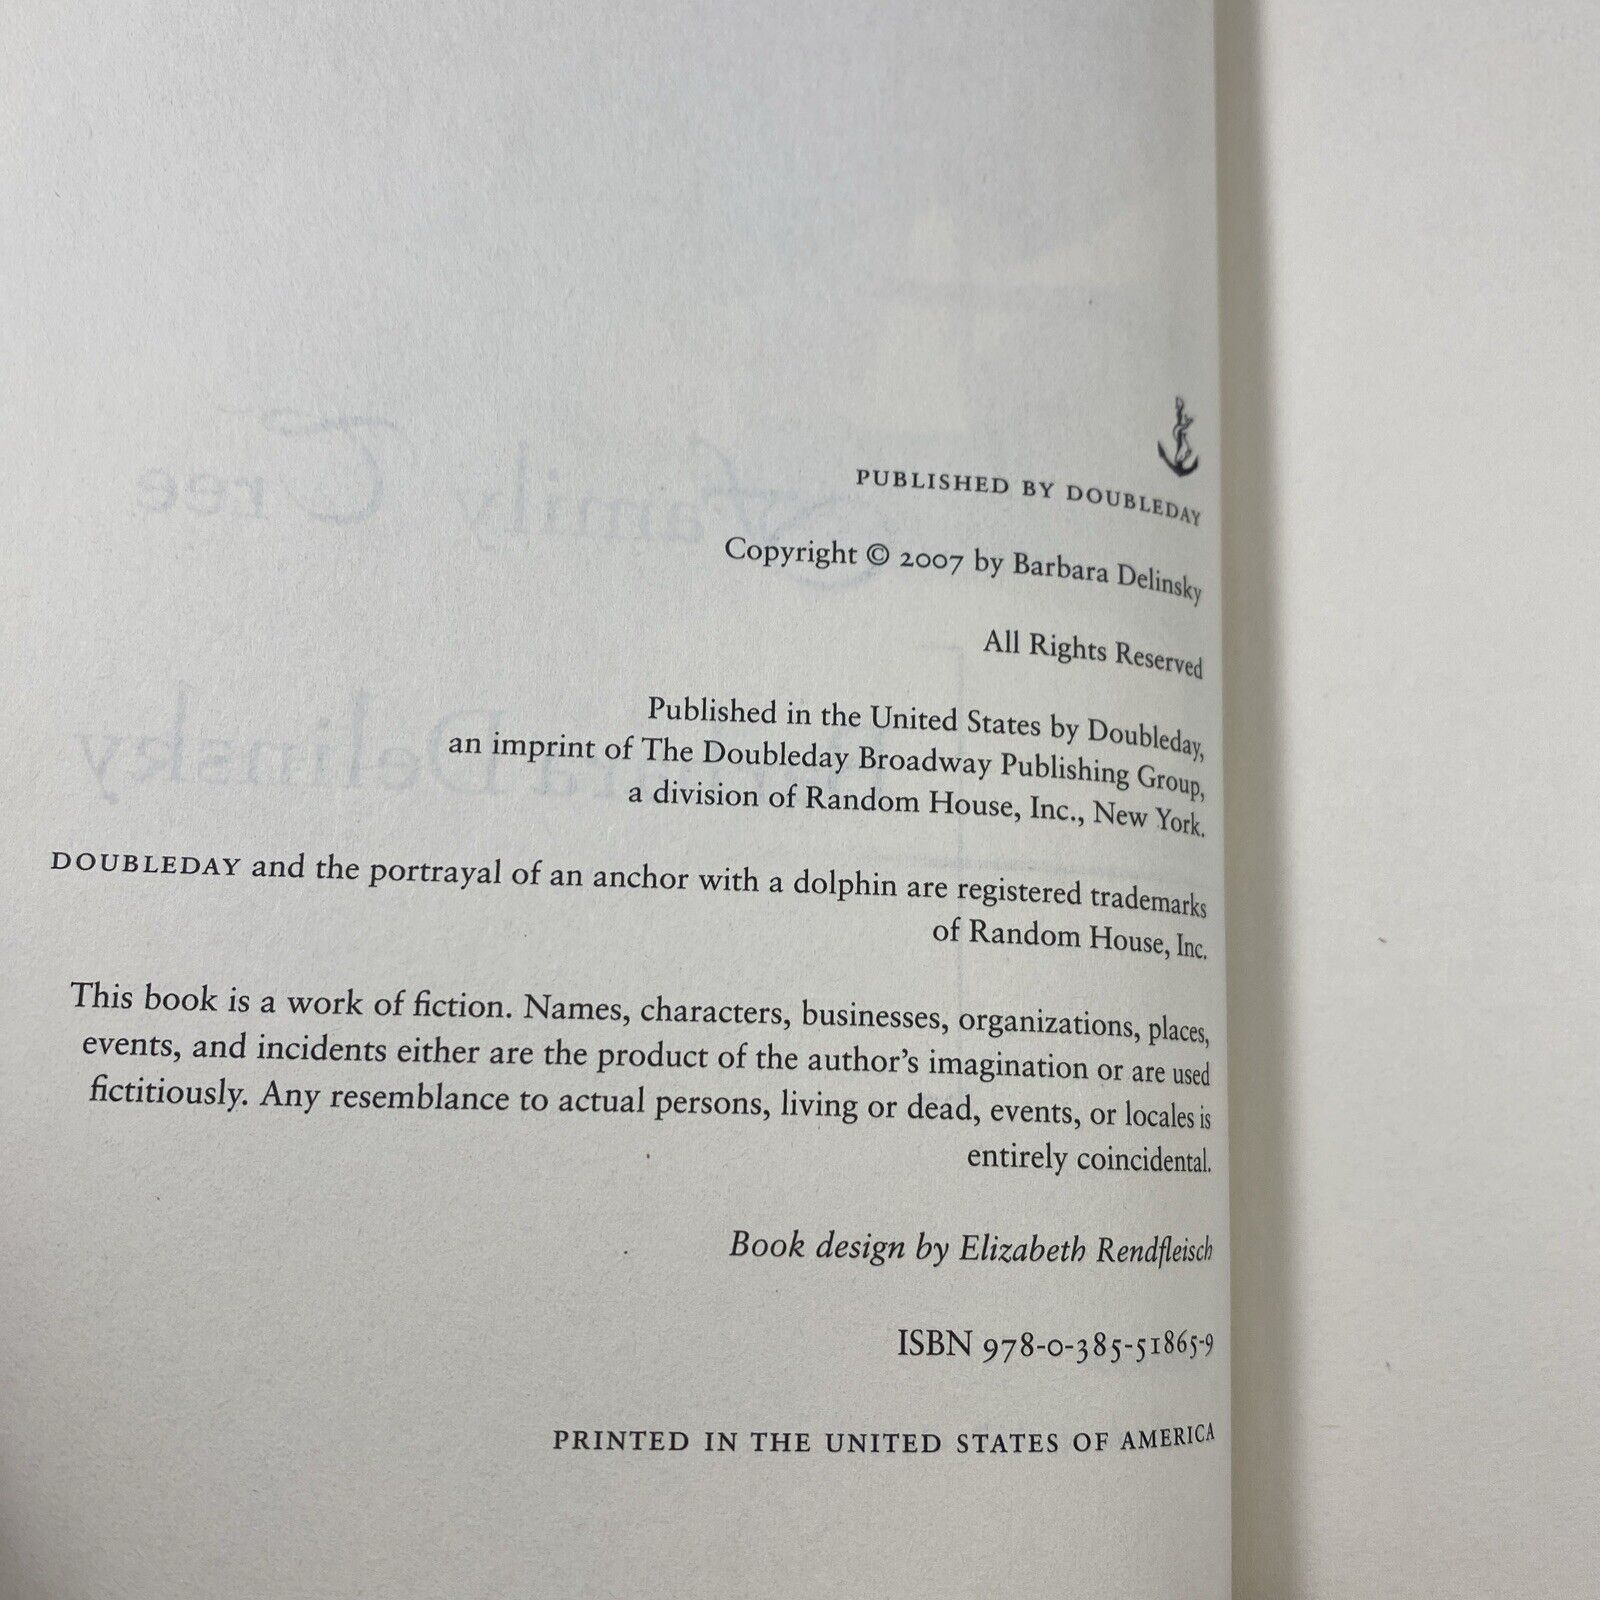 PUBLISHED BY DOUBLEDAY
Copyright © 2007 by Barbara Delinsky
All Rights Reserved
Published in the United States by Doubleday,
an imprint of The Doubleday Broadway Publishing Group,
a division of Random House, Inc., New York.
DOUBLEDAY and the portrayal of an anchor with a dolphin are registered trademarks
of Random House, Inc.
This book is a work of fiction. Names, characters, businesses, organizations, places,
events, and incidents either are the product of the author's imagination or are used
fictitiously. Any resemblance to actual persons, living or dead, events, or locales is
entirely coincidental.
Book design by Elizabeth Rendfleisch
ISBN 978-0-385-51865-9
PRINTED IN THE UNITED STATES OF AMERICA
Family Tree
Delinsky